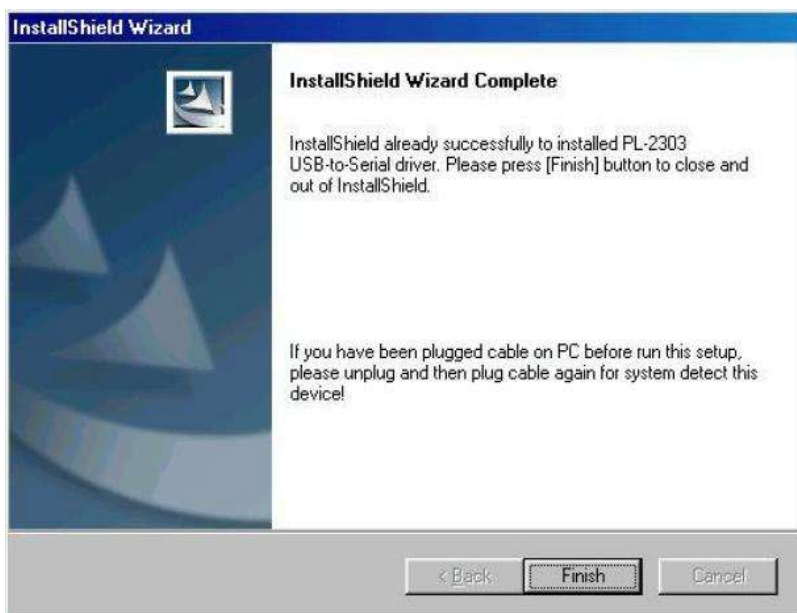 InstallShield Wizard
InstallShield Wizard Complete
InstallShield already successfully to installed PL-2303
USB-to-Serial driver. Please press [Finish] button to close and
out of InstallShield.
If you have been plugged cable on PC before run this setup,
please unplug and then plug cable again for system detect this
device!
< Back
Finish
Cancel